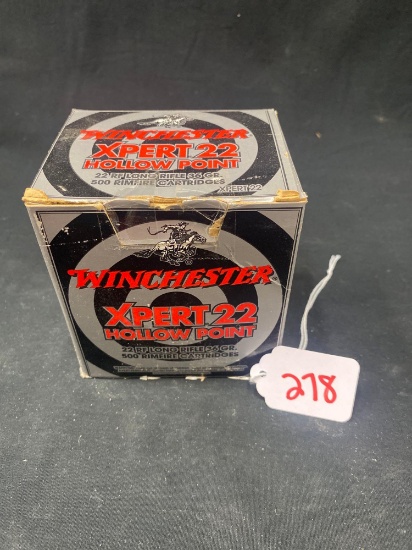 WINCHESTER
XPERT 22
HOLLOW POINT
22 RF LONG RIFLE 36 GR.
500 RIMFIRE CARTRIDGES
XPERT 22
WINCHESTER
XPERT 22
HOLLOW POINT
22 RF LONG RIFLE 36 GR.
500 RIMFIRE CARTRIDGES
278